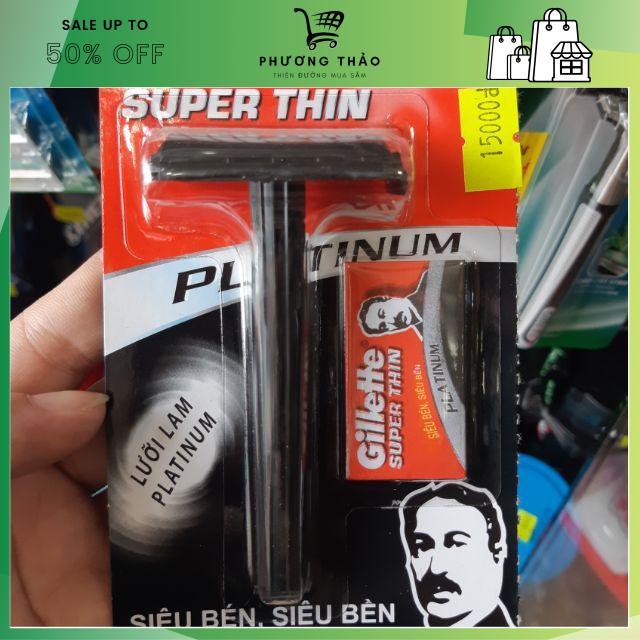 SALE UP TO
50% OFF
PHƯƠNG THẢO
THIÊN ĐƯỜNG MUA SẮM
SUPER THIN
15000đ
PLATINUM
Gillette®
SUPER THIN
SIÊU BÉN, SIÊU BỀN
PLATINUM
LƯỠI LAM
PLATINUM
SIÊU BÉN, SIÊU BỀN